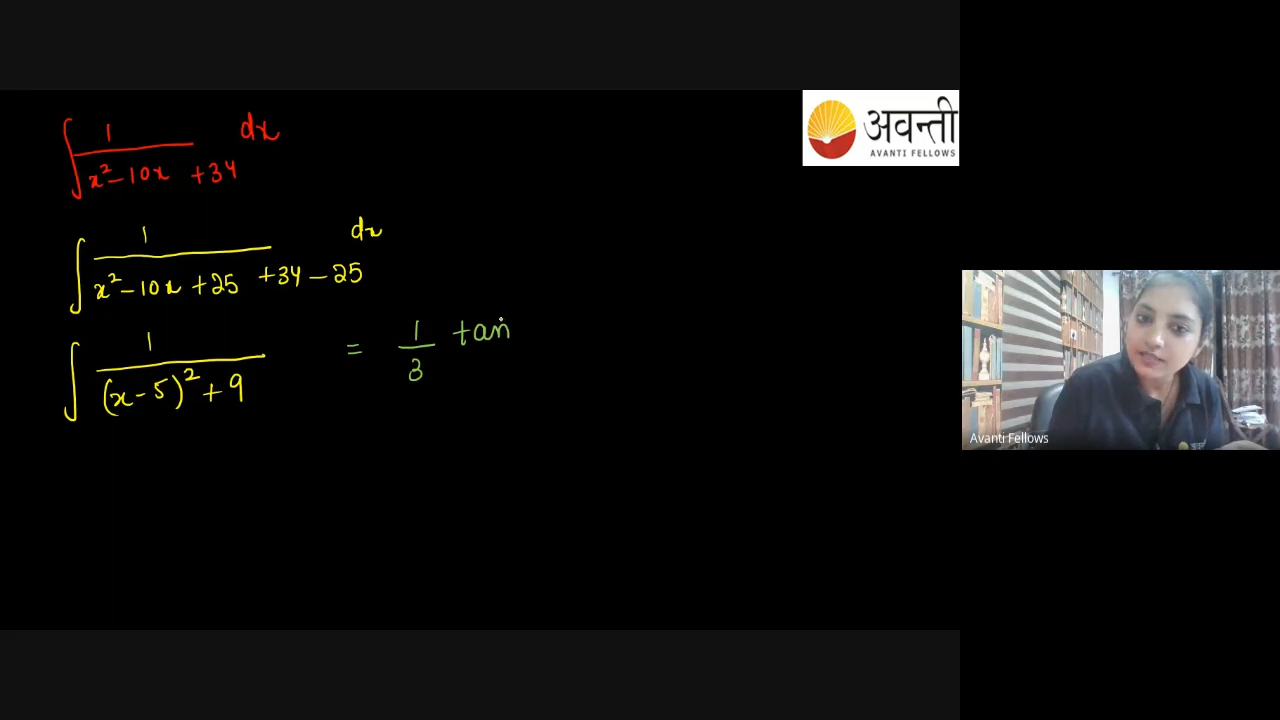 ∫ 1 / (x² - 10x + 34) dx
अवन्ती
AVANTI FELLOWS
∫ 1 / (x² - 10x + 25 + 34 - 25) dx
∫ 1 / ((x - 5)² + 9) = 1/3 tan
Avanti Fellows